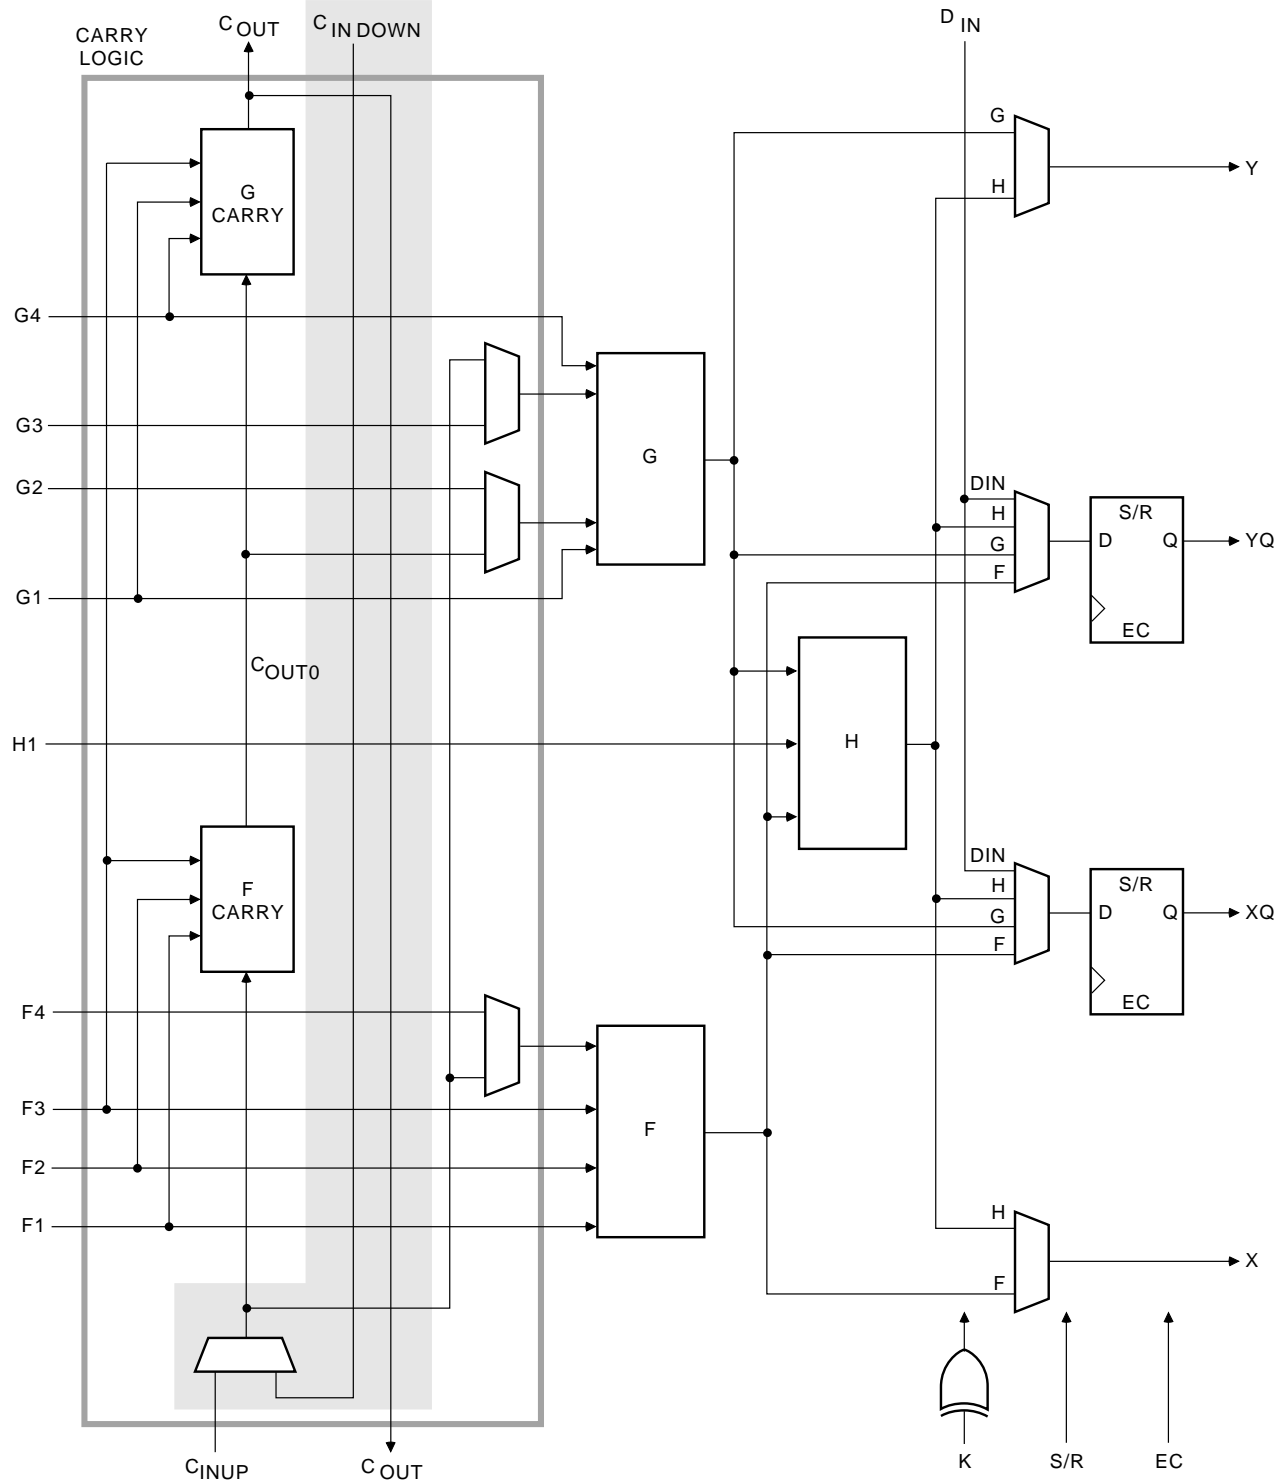 C OUT
C IN DOWN
D IN
CARRY
LOGIC
G
Y
G
CARRY
H
G4
G3
G
G2
DIN
S/R
H
D
Q
YQ
G
F
G1
EC
C OUT0
H1
H
DIN
S/R
H
F
CARRY
D
Q
XQ
G
F
EC
F4
F3
F
F2
F1
H
X
F
C INUP
C OUT
K
S/R
EC